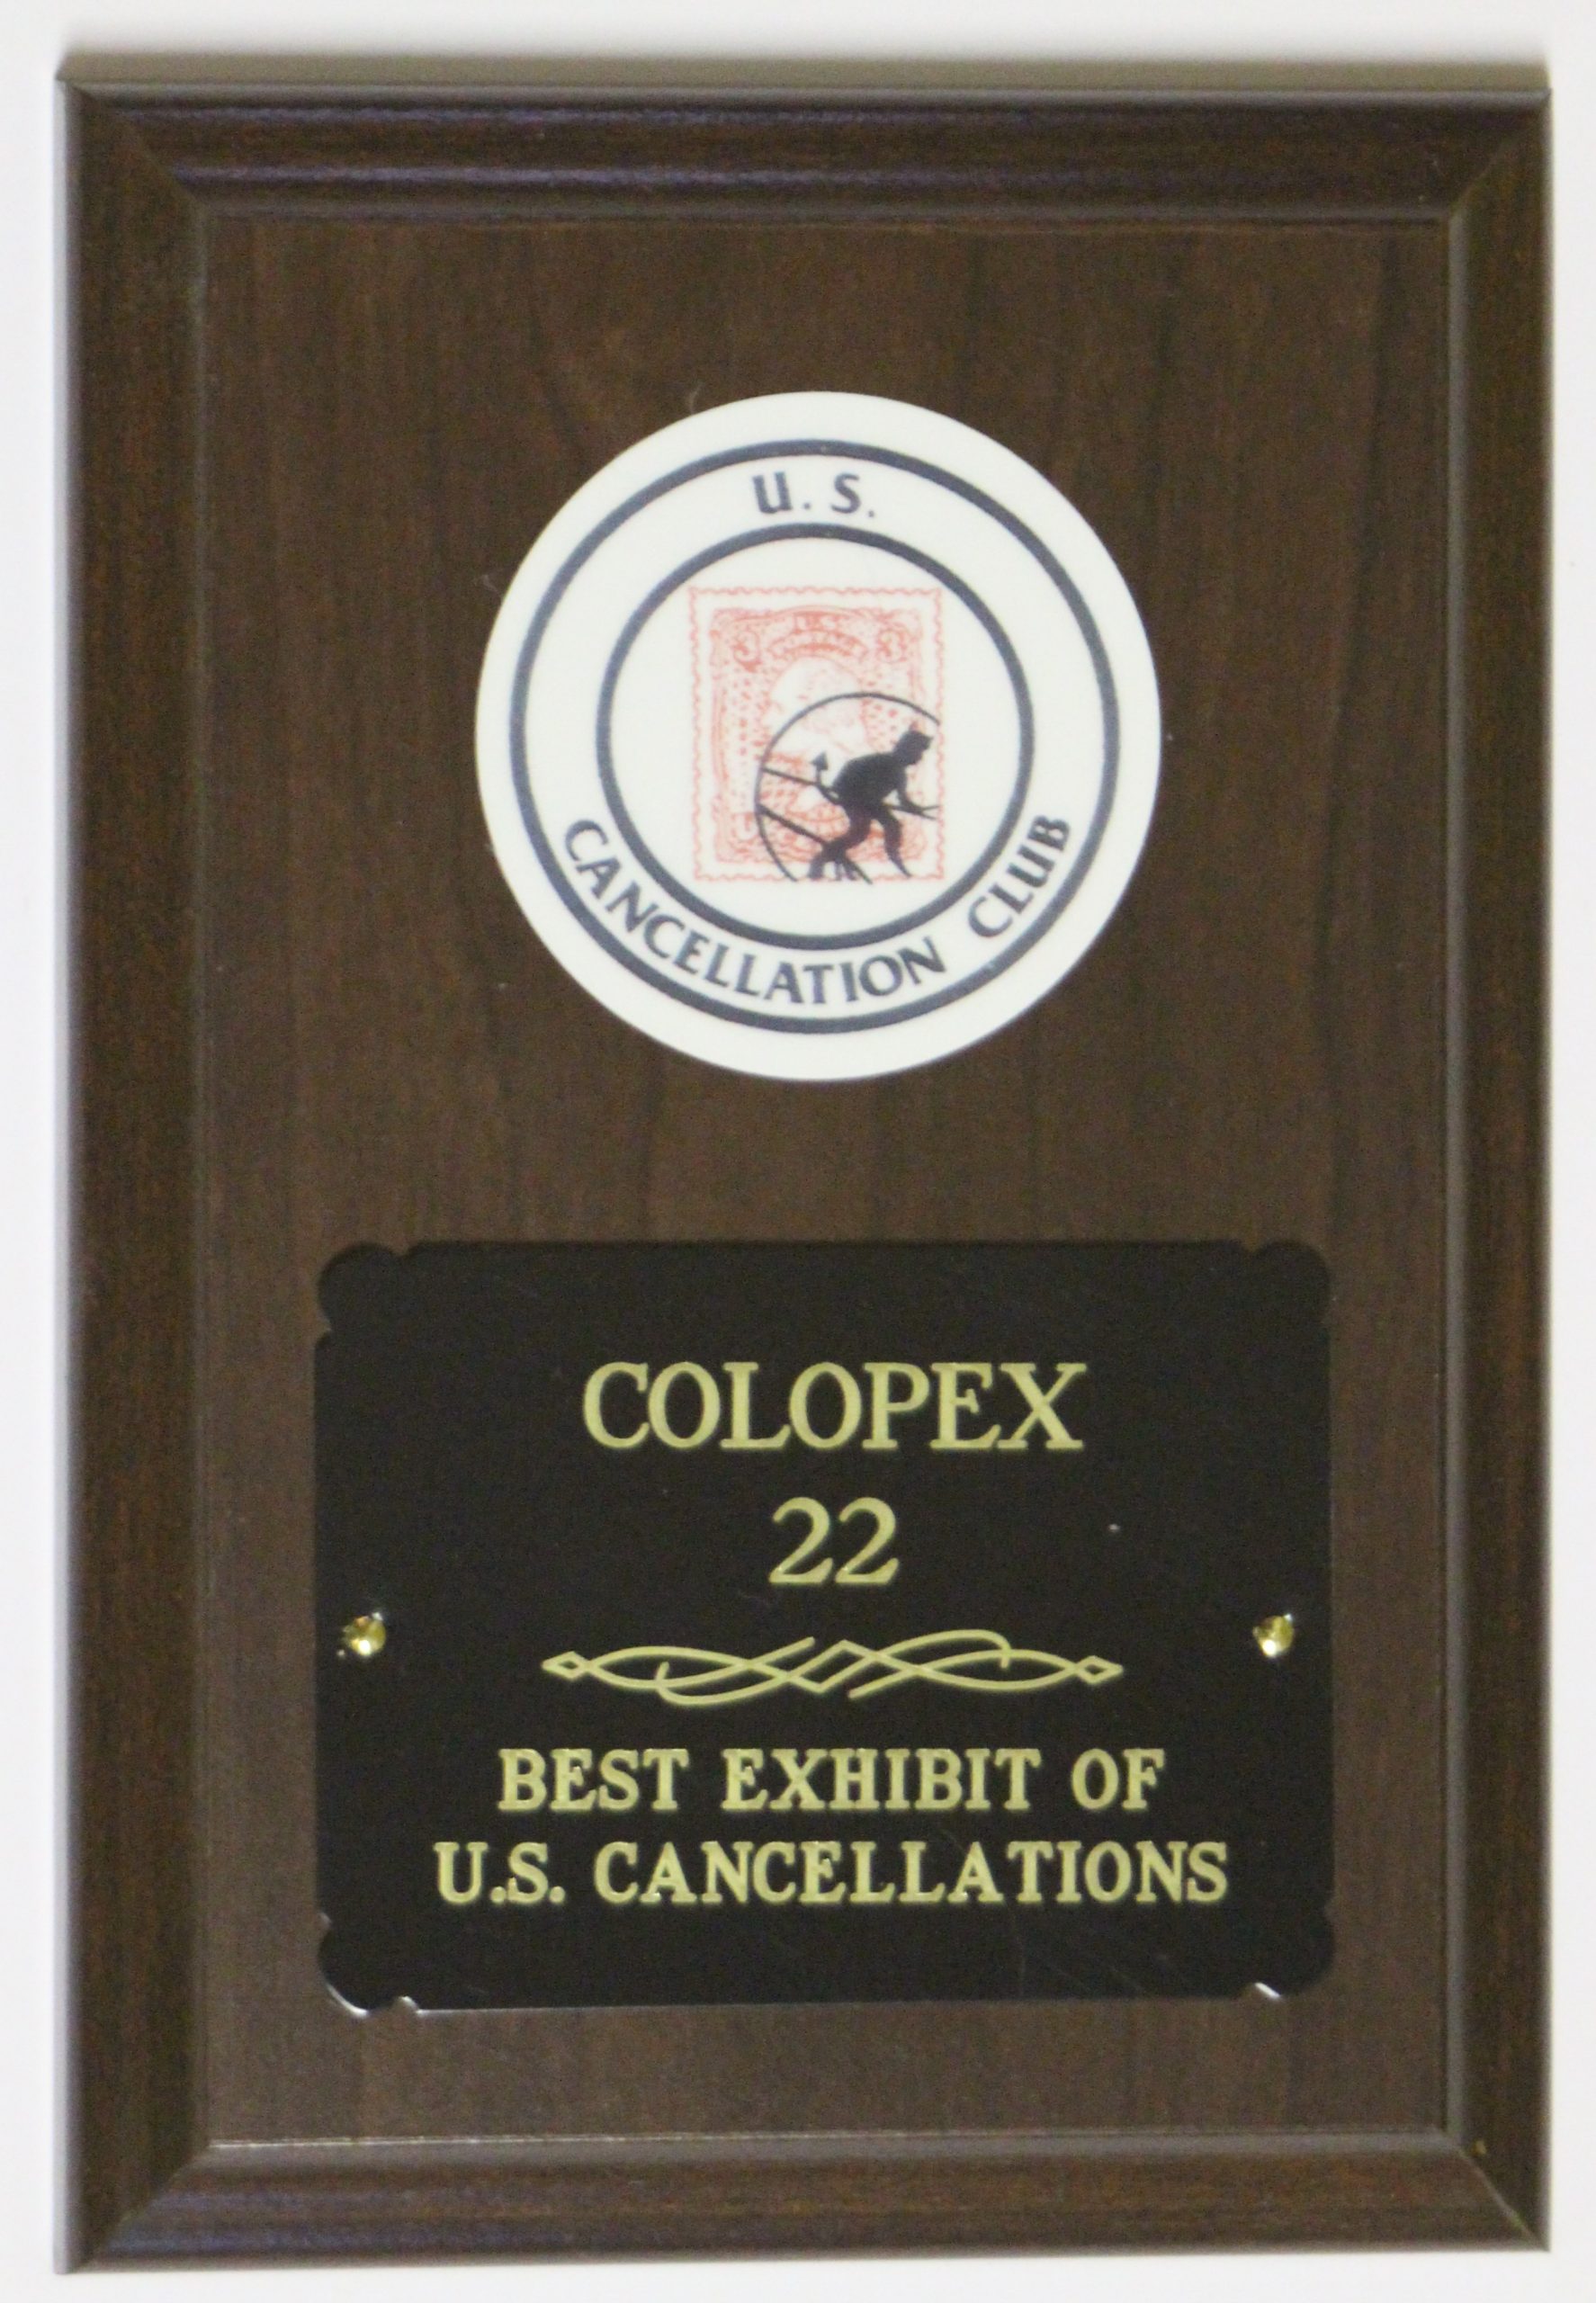 U. S.
CANCELLATION CLUB
COLOPEX
22
BEST EXHIBIT OF
U.S. CANCELLATIONS